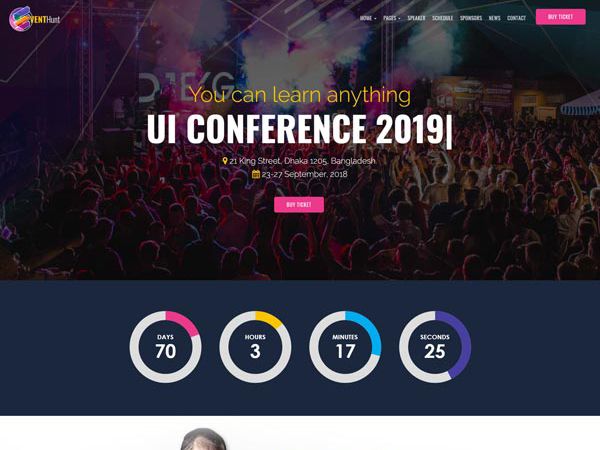 VENTHunt
HOME PAGES SPEAKER SCHEDULE SPONSORS NEWS CONTACT BUY TICKET
You can learn anything
UI CONFERENCE 2019|
21 King Street, Dhaka 1205, Bangladesh
23-27 September, 2018
BUY TICKET
DAYS HOURS MINUTES SECONDS
70 3 17 25